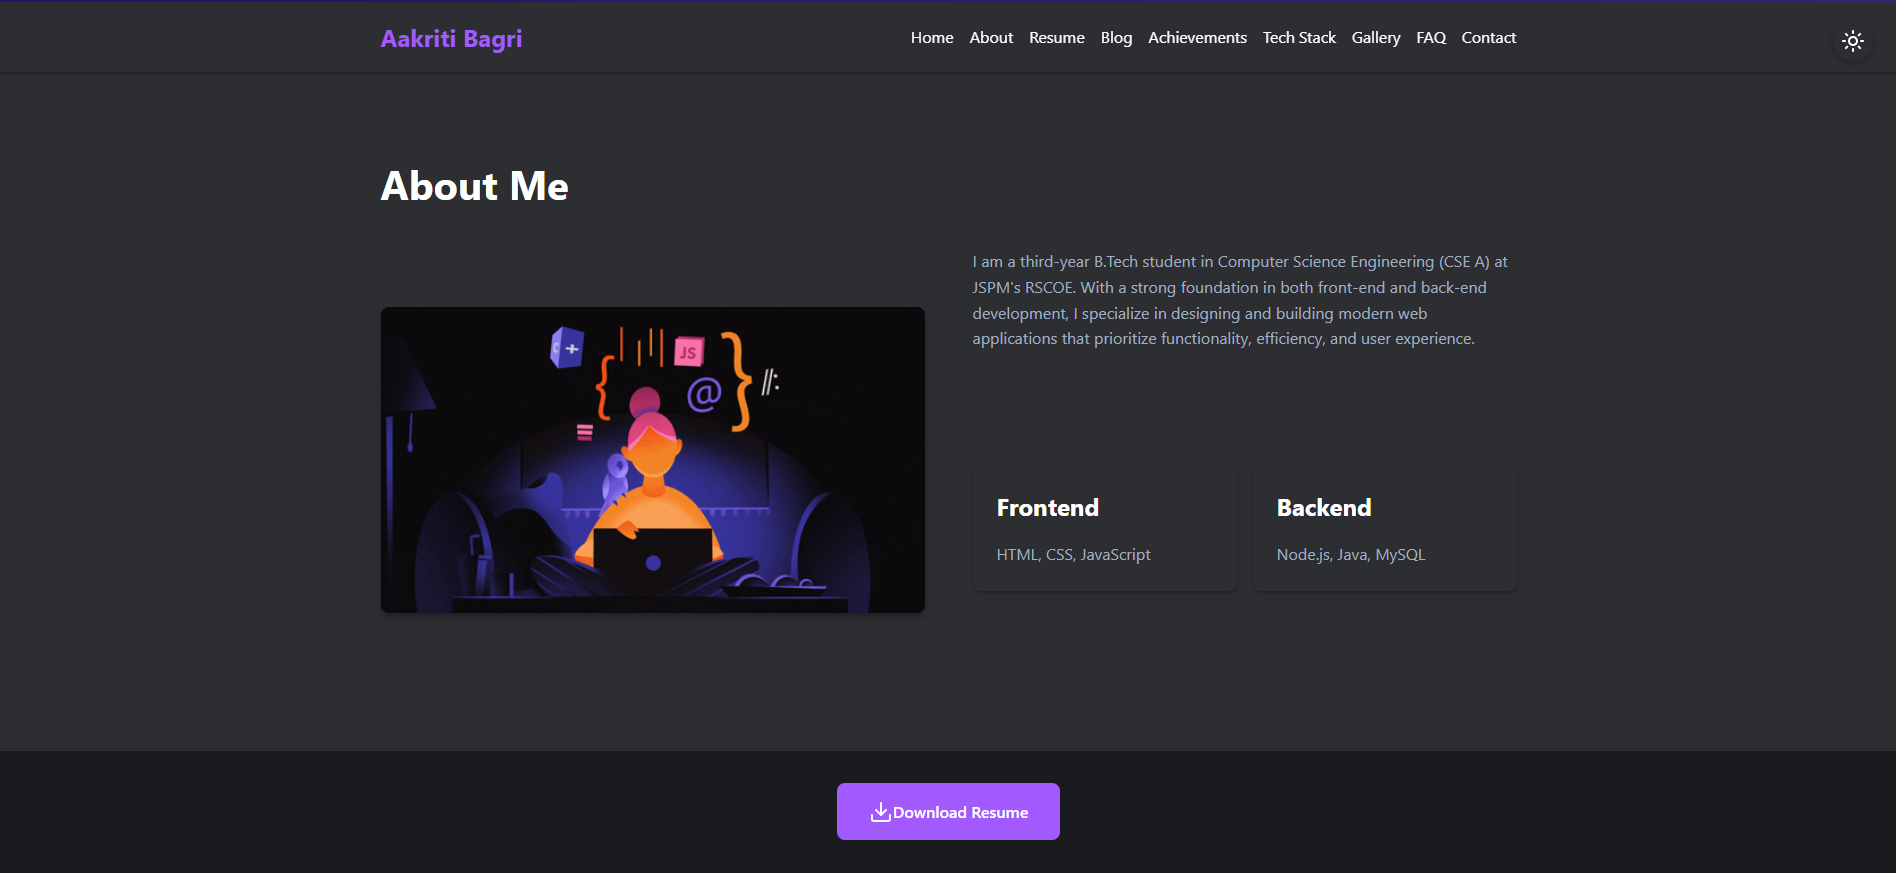 Aakriti Bagri
Home About Resume Blog Achievements Tech Stack Gallery FAQ Contact
About Me
I am a third-year B.Tech student in Computer Science Engineering (CSE A) at
JSPM's RSCOE. With a strong foundation in both front-end and back-end
development, I specialize in designing and building modern web
applications that prioritize functionality, efficiency, and user experience.
C +
{
JS
@
}
//:
Frontend
HTML, CSS, JavaScript
Backend
Node.js, Java, MySQL
Download Resume